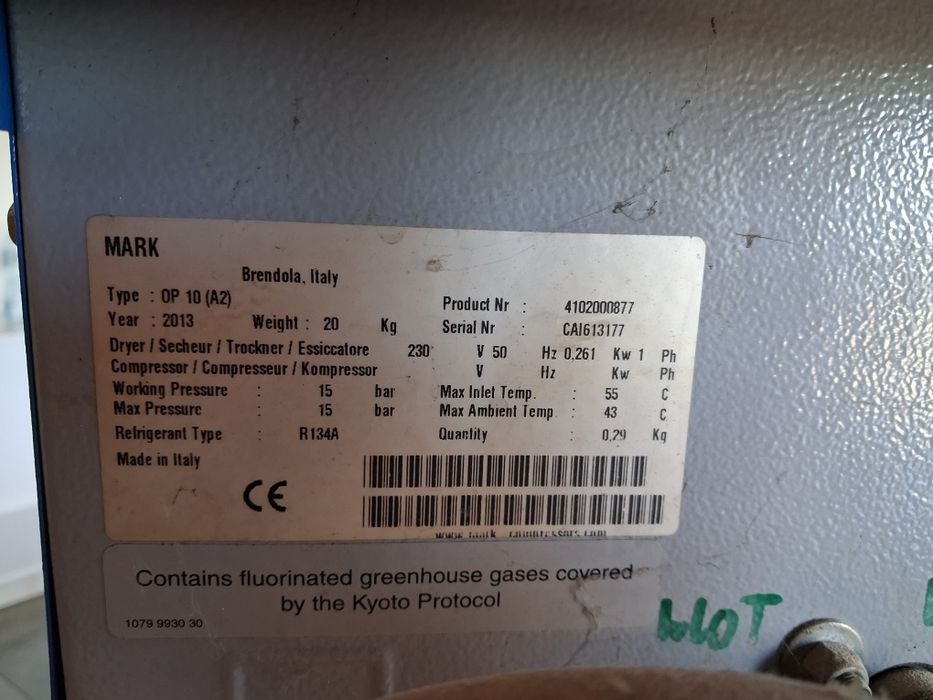 MARK
Brendola, Italy
Type : OP 10 (A2) Product Nr : 4102000877
Year : 2013 Weight : 20 Kg Serial Nr : CAI613177
Dryer / Secheur / Trockner / Essiccatore 230 V 50 Hz 0,261 Kw 1 Ph
Compressor / Compresseur / Kompressor V Hz Kw Ph
Working Pressure : 15 bar Max Inlet Temp. : 55 C
Max Pressure : 15 bar Max Ambient Temp. : 43 C
Refrigerant Type : R134A Quantity : 0,29 Kg
Made in Italy
CE
Contains fluorinated greenhouse gases covered
by the Kyoto Protocol
1079 9930 30